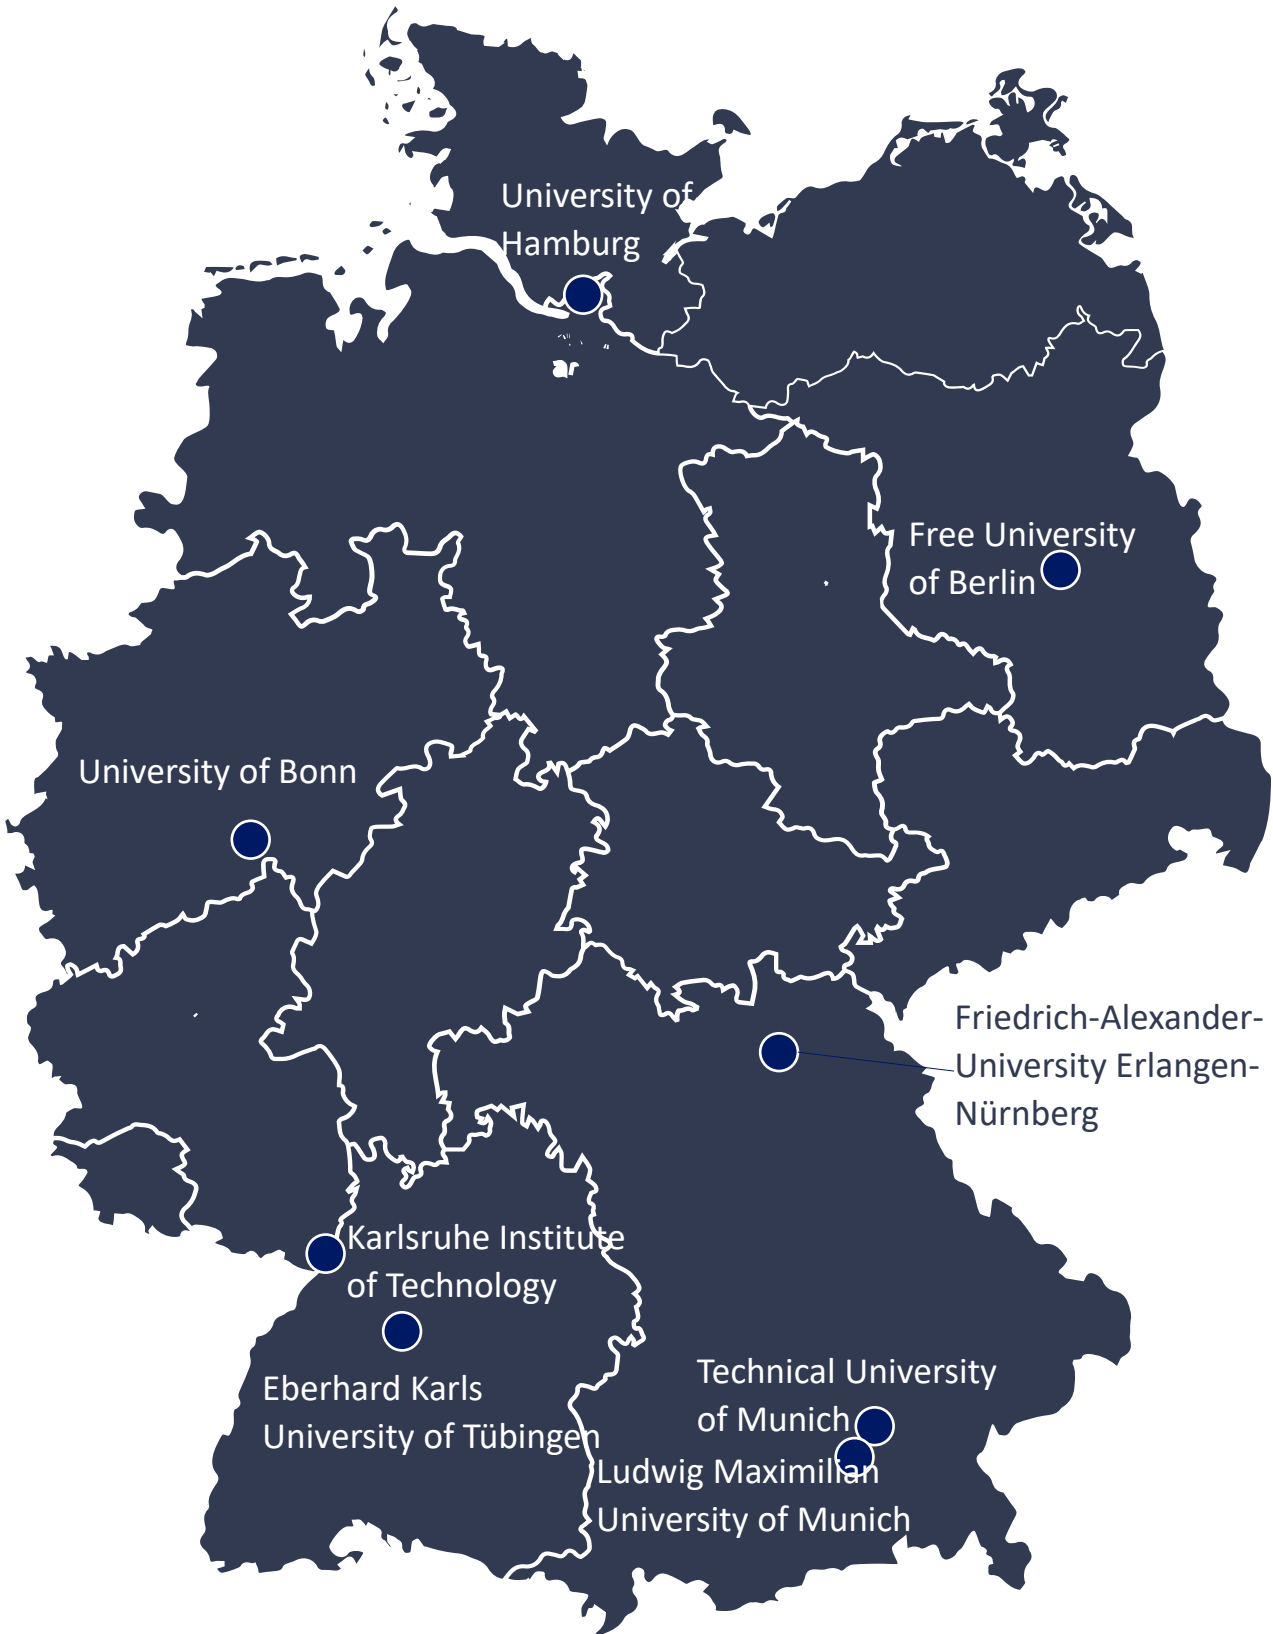 University of
Hamburg
Free University
of Berlin
University of Bonn
Friedrich-Alexander-
University Erlangen-
Nürnberg
Karlsruhe Institute
of Technology
Eberhard Karls
University of Tübingen
Technical University
of Munich
Ludwig Maximilian
University of Munich